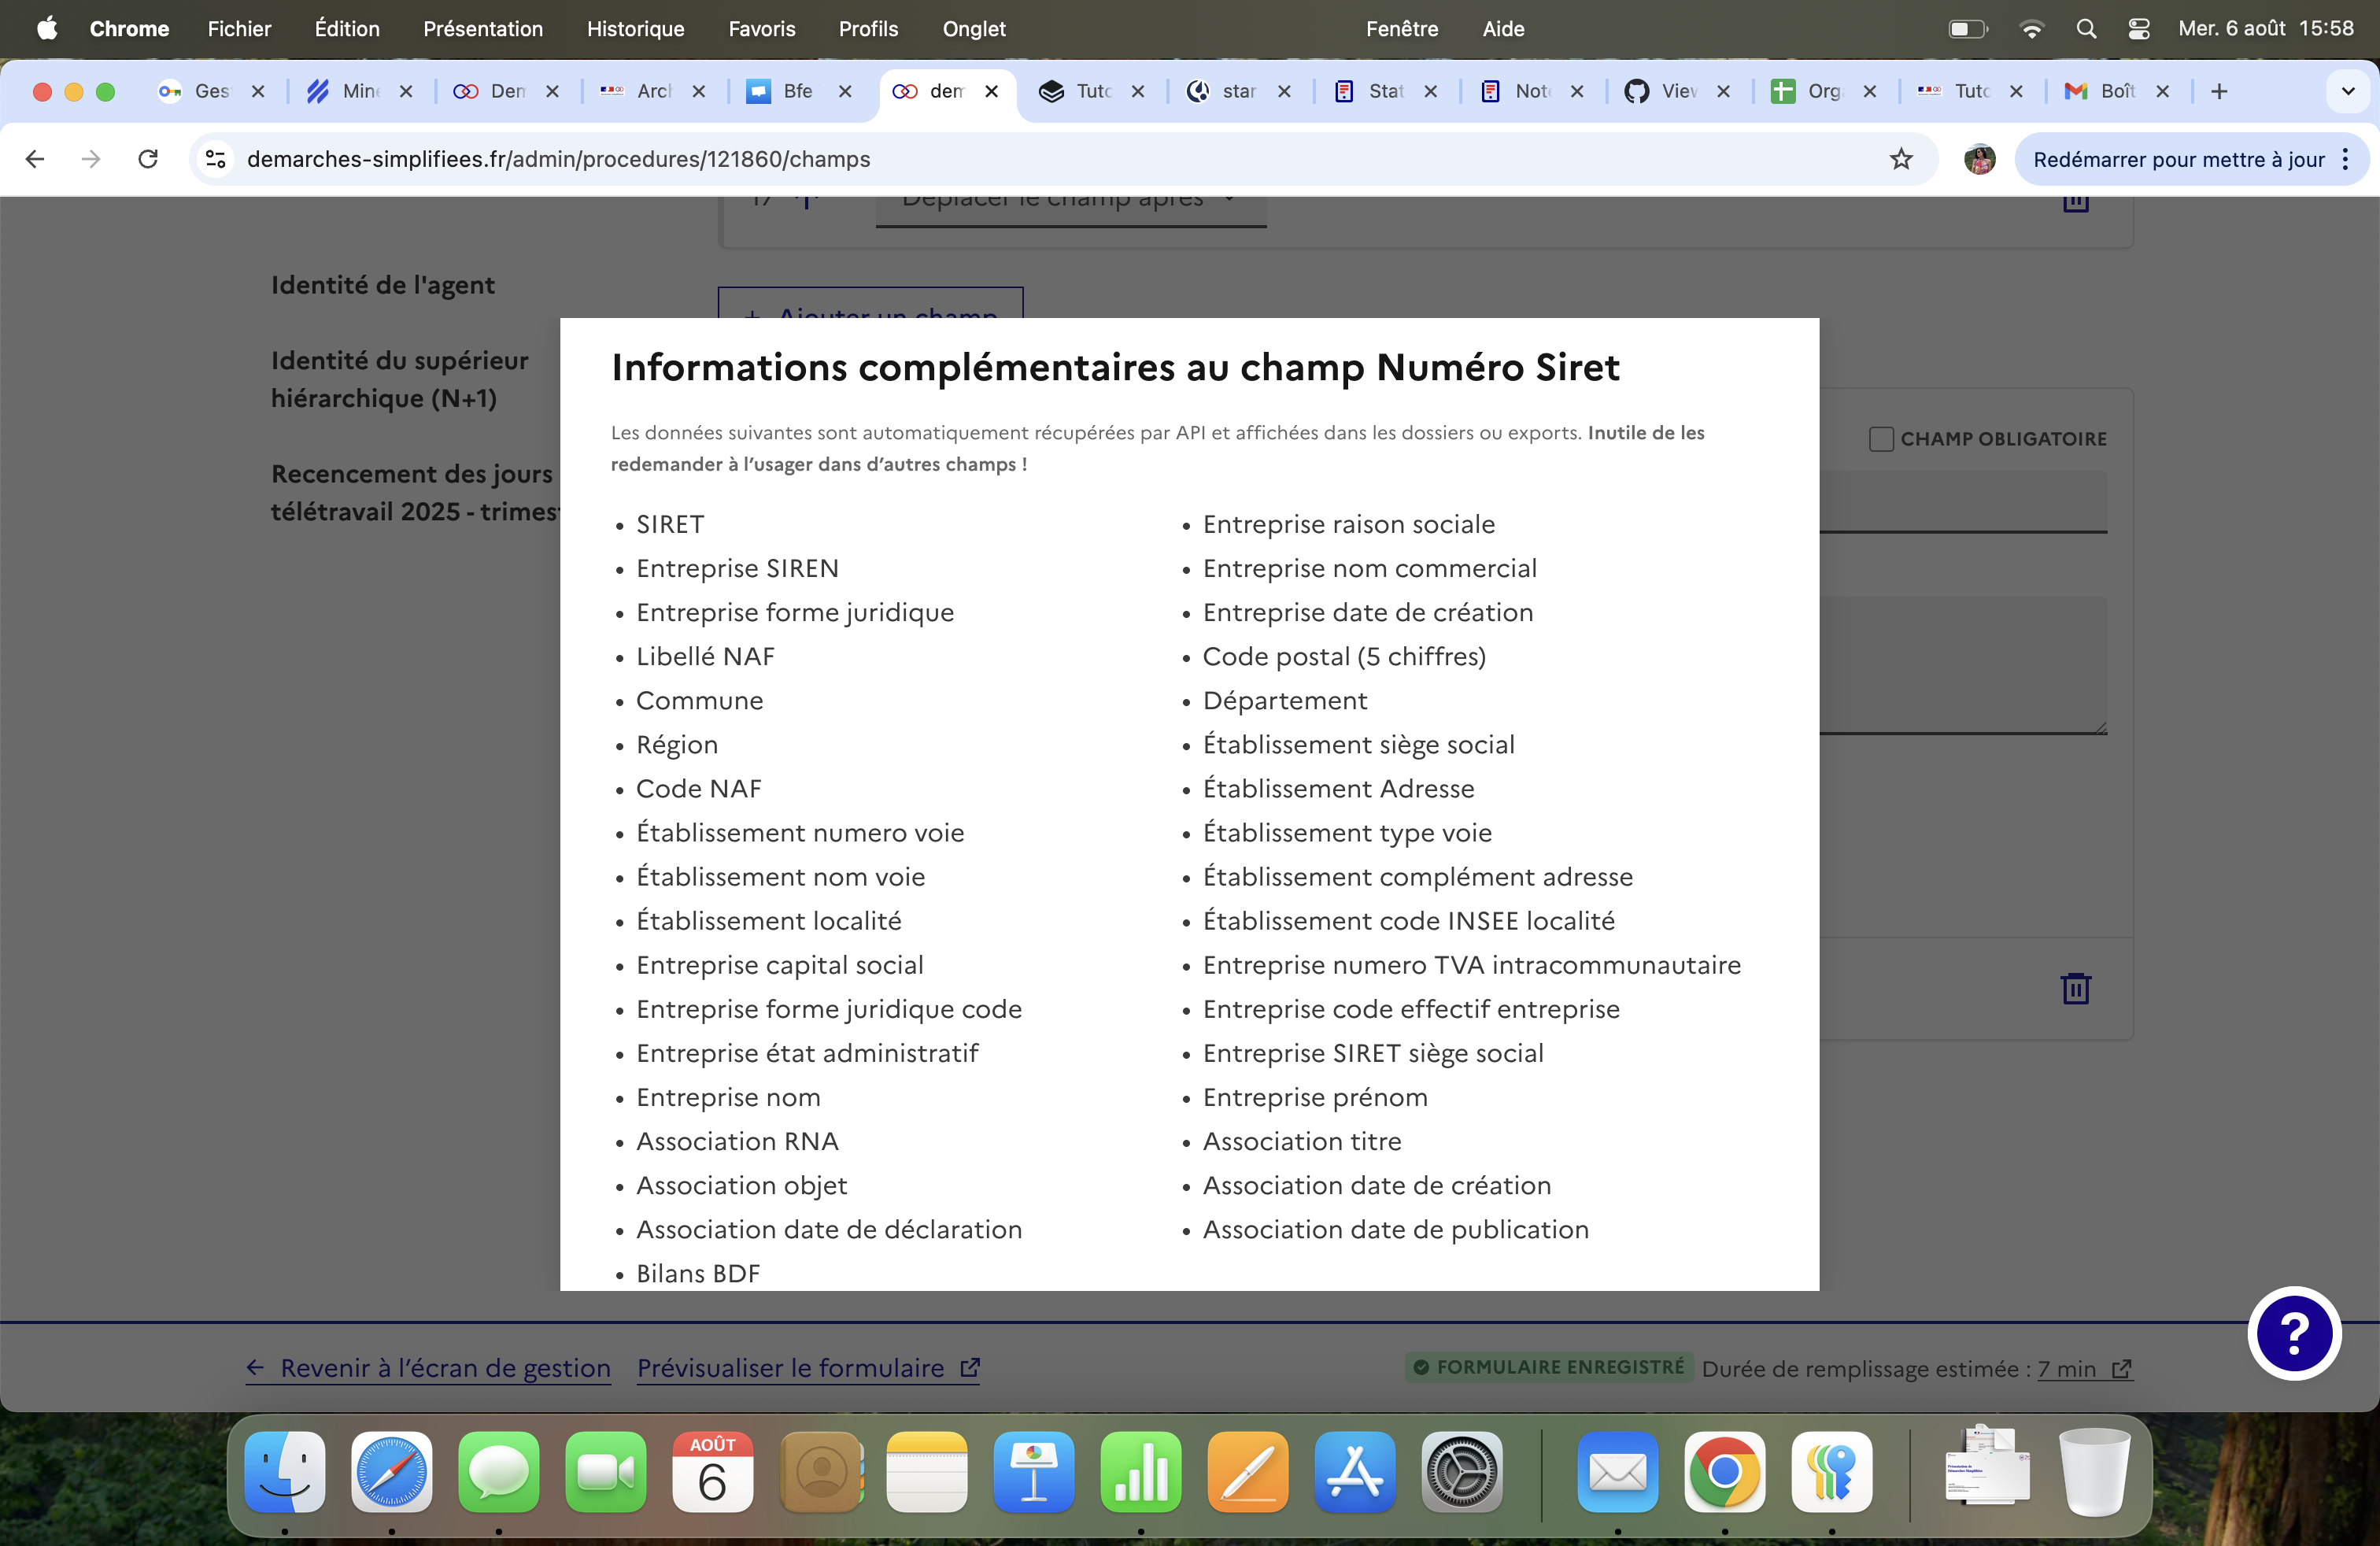 Chrome Fichier Édition Présentation Historique Favoris Profils Onglet Fenêtre Aide Mer. 6 août 15:58
Ges Min Dem Arch Bfe dem Tuto star Stat Not Viev Org Tuto Boît
demarches-simplifiees.fr/admin/procedures/121860/champs
Redémarrer pour mettre à jour
17 Déplacer le champ après
Identité de l'agent
Ajouter un champ
Identité du supérieur
hiérarchique (N+1)
Recencement des jours
télétravail 2025 - trimest
CHAMP OBLIGATOIRE
Informations complémentaires au champ Numéro Siret
Les données suivantes sont automatiquement récupérées par API et affichées dans les dossiers ou exports. Inutile de les
redemander à l’usager dans d’autres champs !
• SIRET
• Entreprise SIREN
• Entreprise forme juridique
• Libellé NAF
• Commune
• Région
• Code NAF
• Établissement numero voie
• Établissement nom voie
• Établissement localité
• Entreprise capital social
• Entreprise forme juridique code
• Entreprise état administratif
• Entreprise nom
• Association RNA
• Association objet
• Association date de déclaration
• Bilans BDF
• Entreprise raison sociale
• Entreprise nom commercial
• Entreprise date de création
• Code postal (5 chiffres)
• Département
• Établissement siège social
• Établissement Adresse
• Établissement type voie
• Établissement complément adresse
• Établissement code INSEE localité
• Entreprise numero TVA intracommunautaire
• Entreprise code effectif entreprise
• Entreprise SIRET siège social
• Entreprise prénom
• Association titre
• Association date de création
• Association date de publication
?
← Revenir à l’écran de gestion Prévisualiser le formulaire FORMULAIRE ENREGISTRÉ Durée de remplissage estimée : 7 min
AOÛT
6